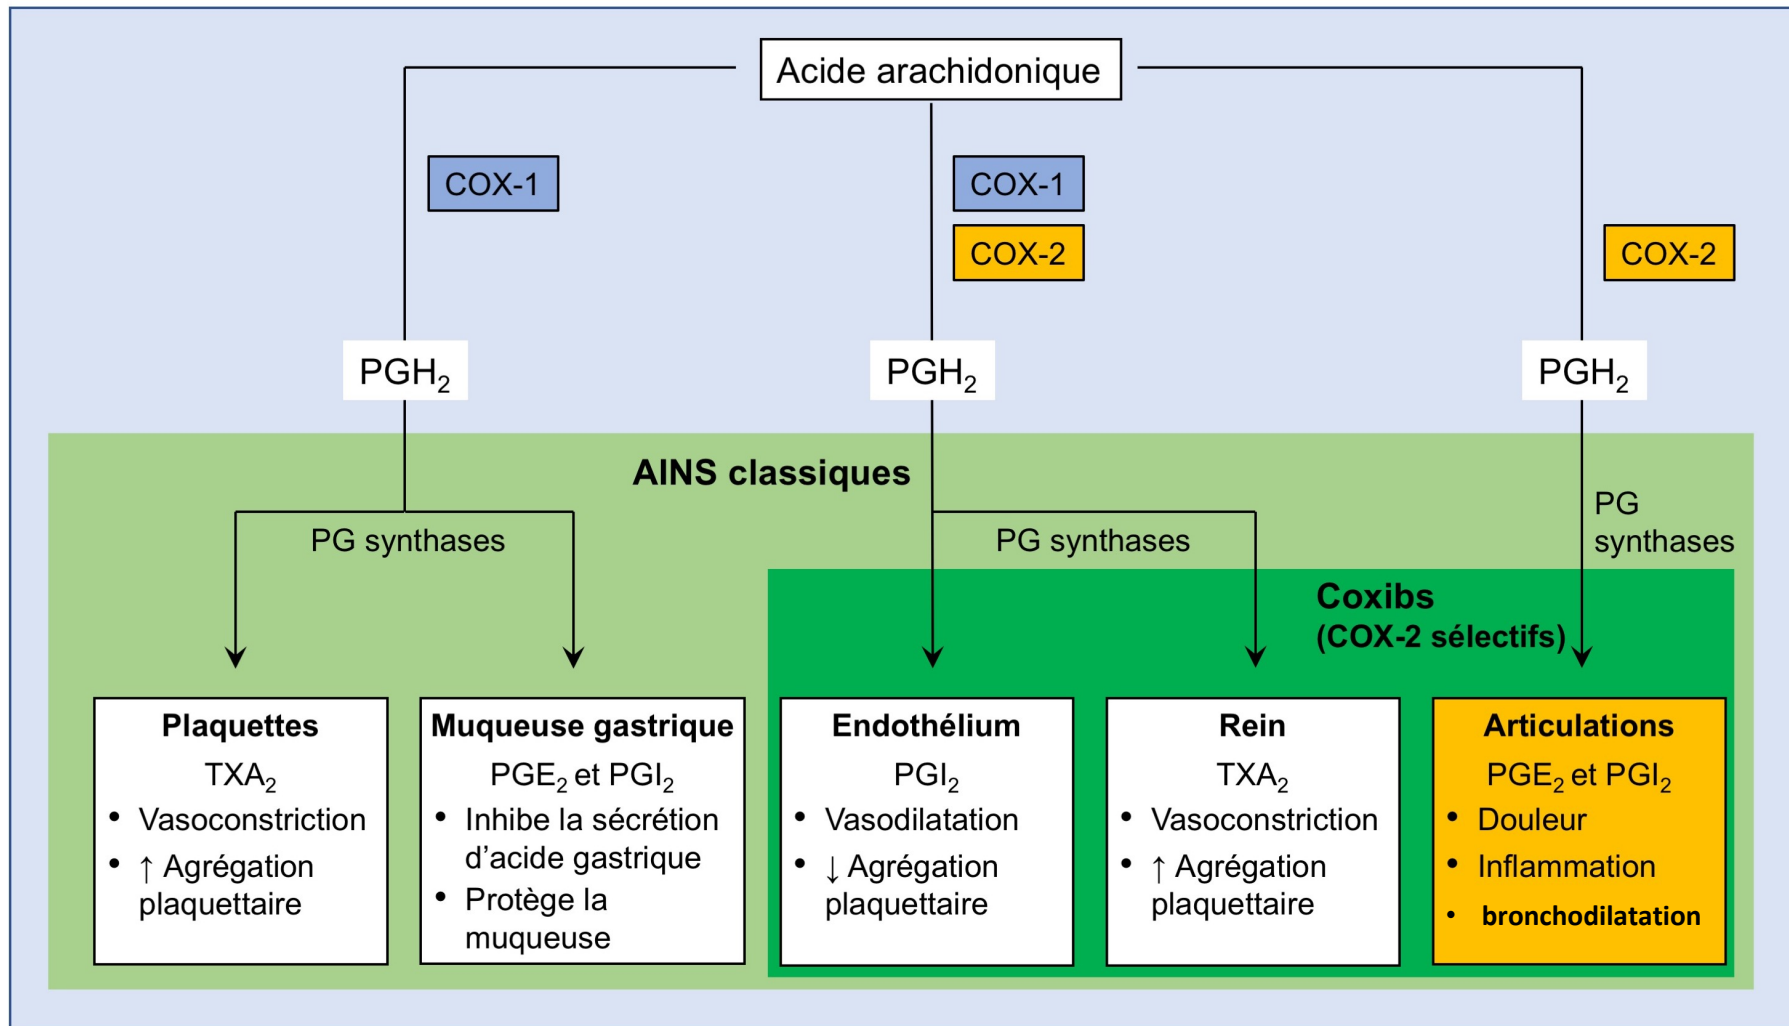 Acide arachidonique
COX-1
COX-1
COX-2
COX-2
PGH₂
PGH₂
PGH₂
AINS classiques
PG synthases
PG synthases
PG
synthases
Coxibs
(COX-2 sélectifs)
Plaquettes
TXA₂
• Vasoconstriction
• ↑ Agrégation
plaquettaire
Muqueuse gastrique
PGE₂ et PGI₂
• Inhibe la sécrétion
d’acide gastrique
• Protège la
muqueuse
Endothélium
PGI₂
• Vasodilatation
• ↓ Agrégation
plaquettaire
Rein
TXA₂
• Vasoconstriction
• ↑ Agrégation
plaquettaire
Articulations
PGE₂ et PGI₂
• Douleur
• Inflammation
• bronchodilatation